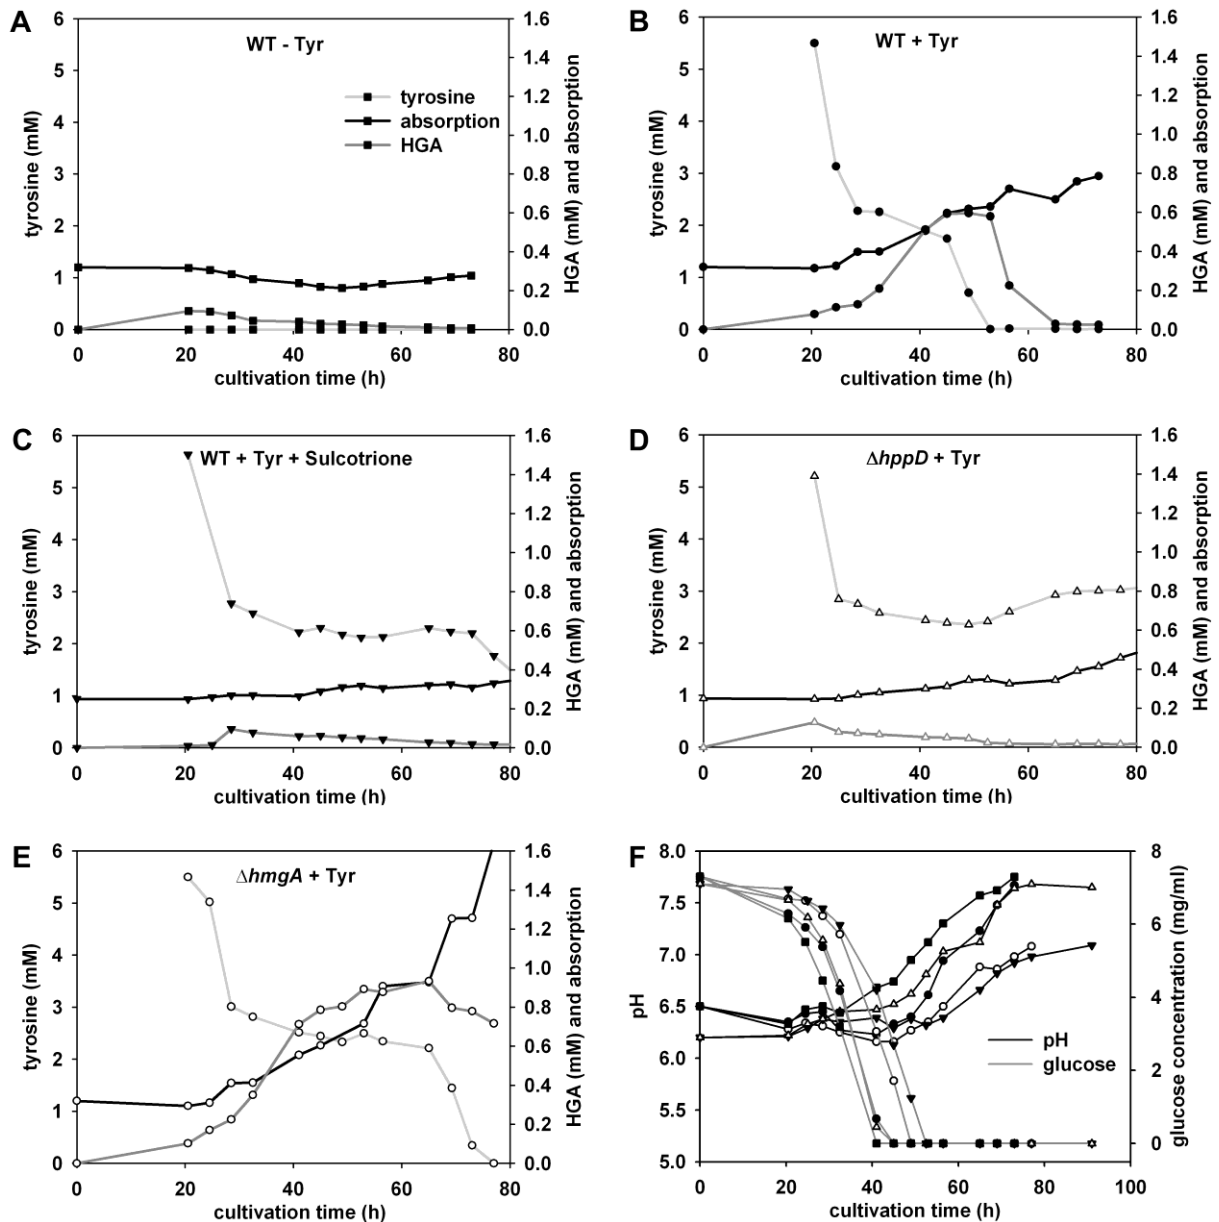 A
WT - Tyr
tyrosine
absorption
HGA
6
5
4
3
2
1
0
tyrosine (mM)
1.6
1.4
1.2
1.0
0.8
0.6
0.4
0.2
0.0
HGA (mM) and absorption
0 20 40 60 80
cultivation time (h)
B
WT + Tyr
6
5
4
3
2
1
0
tyrosine (mM)
1.6
1.4
1.2
1.0
0.8
0.6
0.4
0.2
0.0
HGA (mM) and absorption
0 20 40 60 80
cultivation time (h)
C
WT + Tyr + Sulcotrione
6
5
4
3
2
1
0
tyrosine (mM)
1.6
1.4
1.2
1.0
0.8
0.6
0.4
0.2
0.0
HGA (mM) and absorption
0 20 40 60 80
cultivation time (h)
D
ΔhppD + Tyr
6
5
4
3
2
1
0
tyrosine (mM)
1.6
1.4
1.2
1.0
0.8
0.6
0.4
0.2
0.0
HGA (mM) and absorption
0 20 40 60 80
cultivation time (h)
E
ΔhmgA + Tyr
6
5
4
3
2
1
0
tyrosine (mM)
1.6
1.4
1.2
1.0
0.8
0.6
0.4
0.2
0.0
HGA (mM) and absorption
0 20 40 60 80
cultivation time (h)
F
8.0
7.5
7.0
6.5
6.0
5.5
5.0
pH
pH
glucose
8
6
4
2
0
glucose concentration (mg/ml)
0 20 40 60 80 100
cultivation time (h)